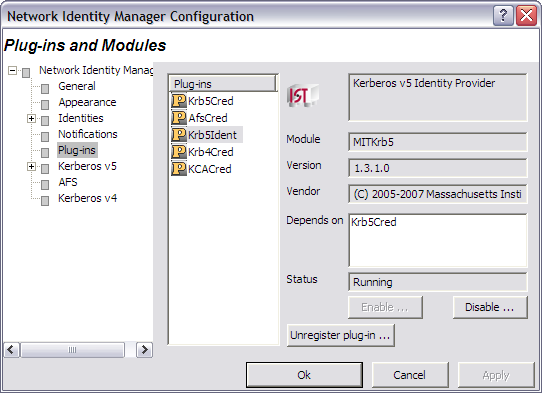 Network Identity Manager Configuration
Plug-ins and Modules
Network Identity Manag
General
Appearance
Identities
Notifications
Plug-ins
Kerberos v5
AFS
Kerberos v4
Plug-ins
Krb5Cred
AfsCred
Krb5Ident
Krb4Cred
KCACred
IST
Kerberos v5 Identity Provider
Module
MITKrb5
Version
1.3.1.0
Vendor
(C) 2005-2007 Massachusetts Insti
Depends on
Krb5Cred
Status
Running
Enable ...
Disable ...
Unregister plug-in ...
Ok
Cancel
Apply